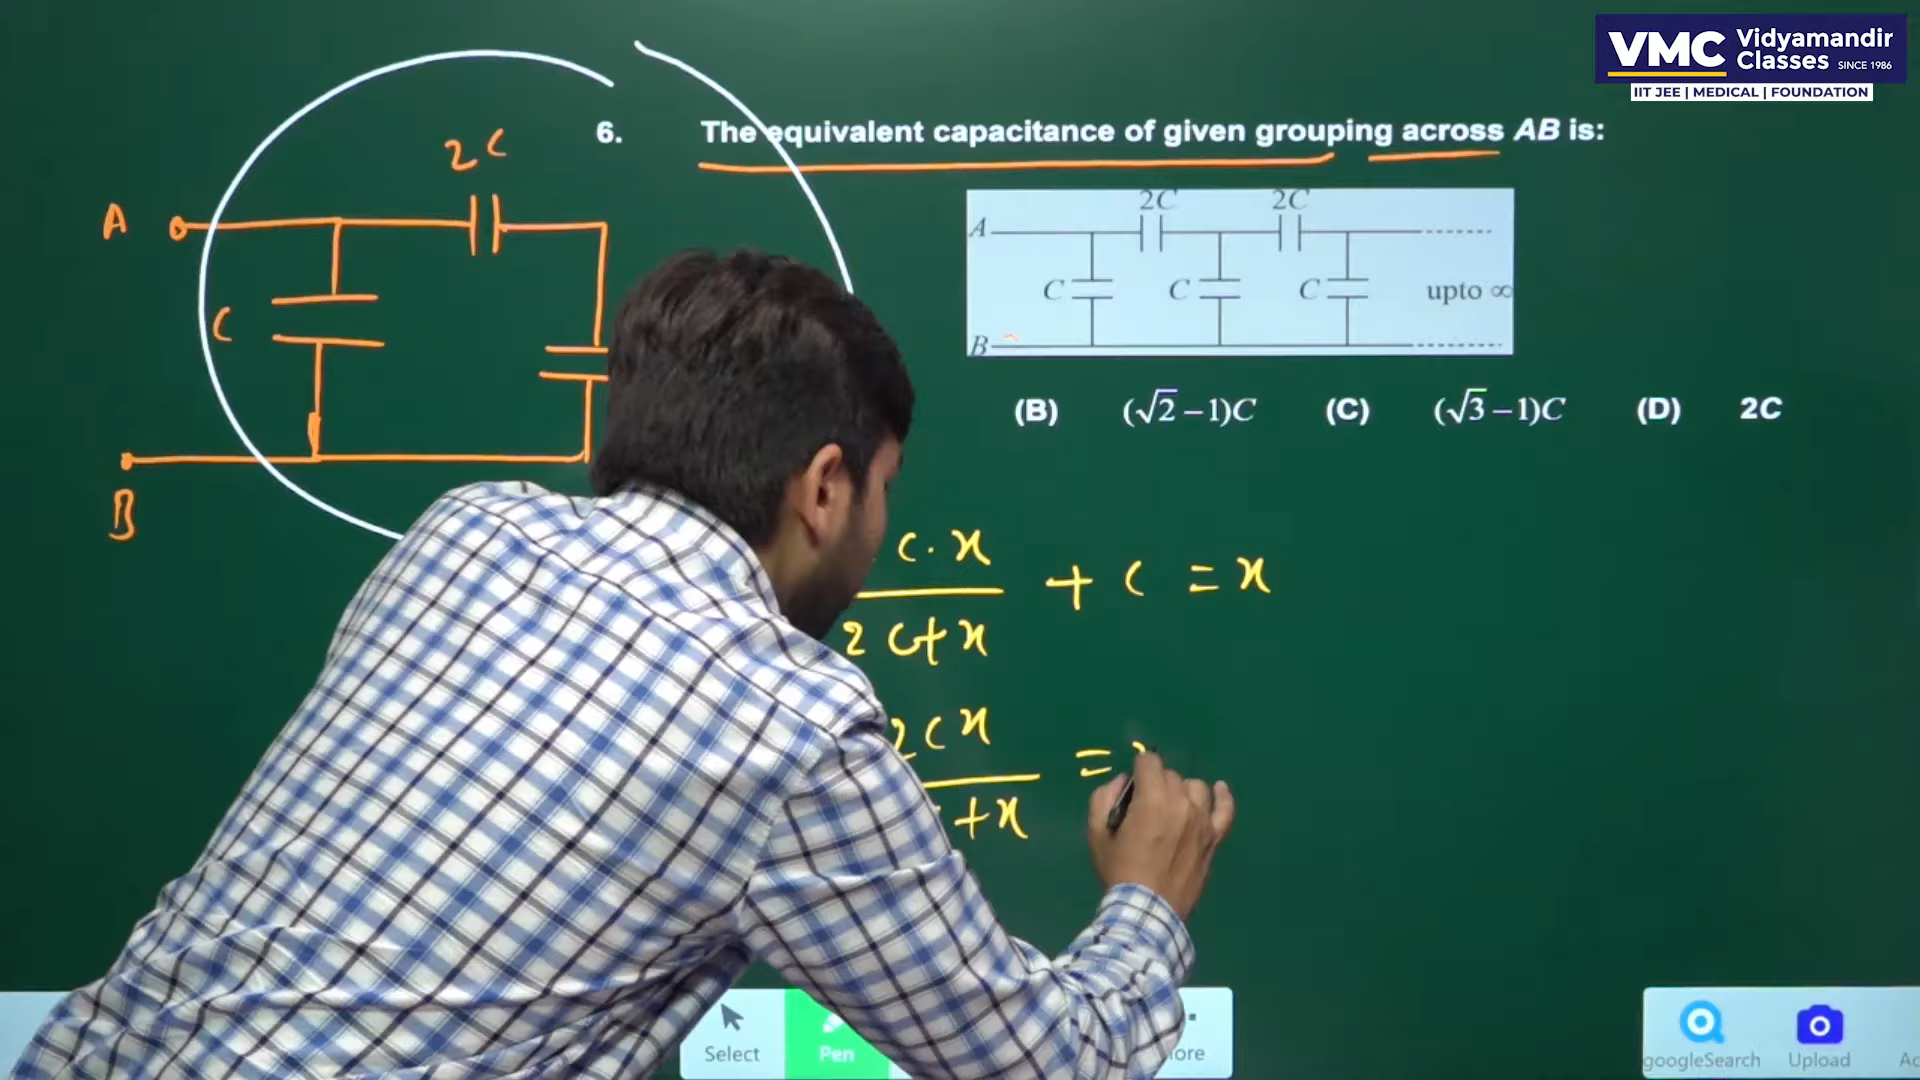 VMC Vidyamandir Classes SINCE 1986
IIT JEE | MEDICAL | FOUNDATION
6. The equivalent capacitance of given grouping across AB is:
2C
A
C
B
2C 2C
A
C C C upto ∞
B
(B) (√2 – 1)C (C) (√3 – 1)C (D) 2C
C·x
2C+x
+ C = x
2Cx
+x
=
Select
Pen
googleSearch
Upload